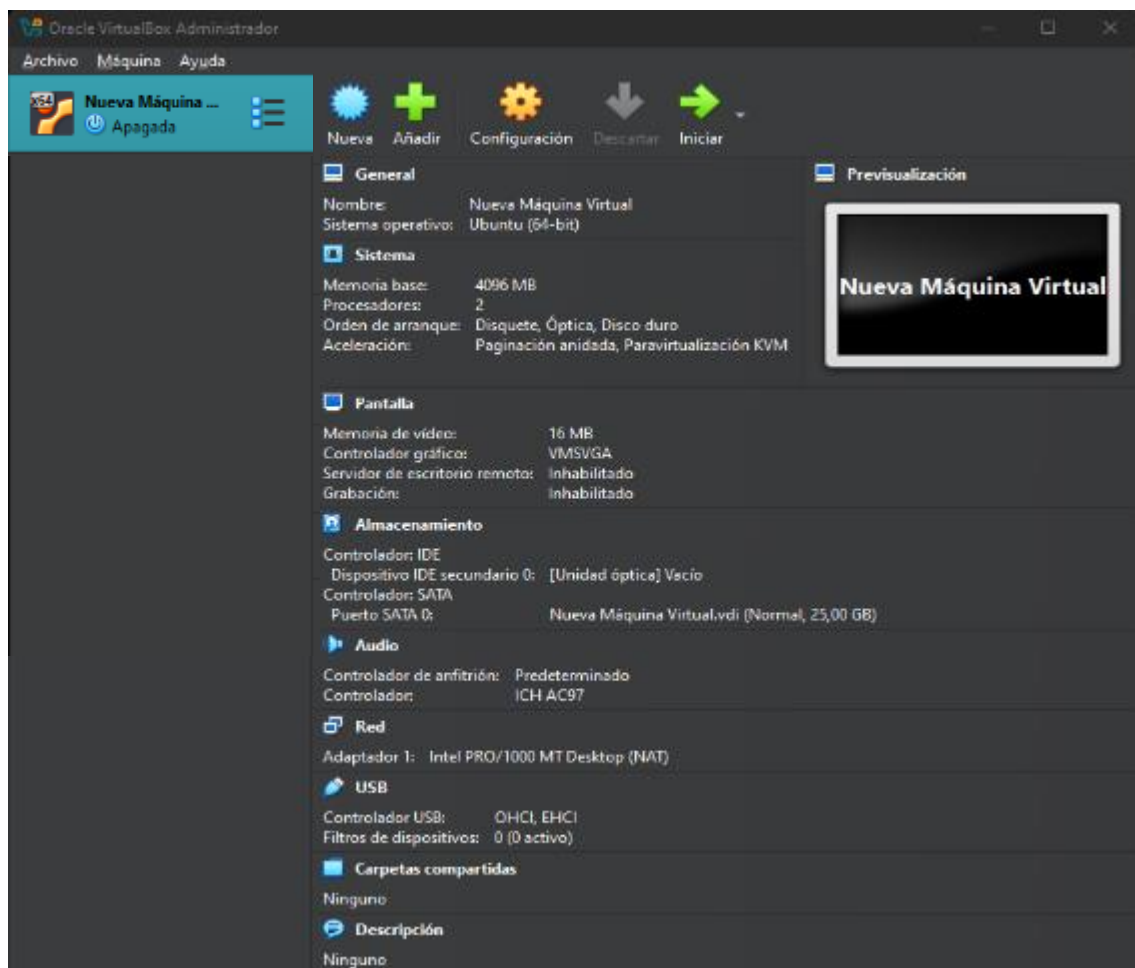 Oracle VirtualBox Administrador
Archivo Máquina Ayuda
Nueva Máquina ...
Apagada
Nueva Añadir Configuración Descartar Iniciar
General
Nombre: Nueva Máquina Virtual
Sistema operativo: Ubuntu (64-bit)
Sistema
Memoria base: 4096 MB
Procesadores: 2
Orden de arranque: Disquete, Óptica, Disco duro
Aceleración: Paginación anidada, Paravirtualización KVM
Previsualización
Nueva Máquina Virtual
Pantalla
Memoria de vídeo: 16 MB
Controlador gráfico: VMSVGA
Servidor de escritorio remoto: Inhabilitado
Grabación: Inhabilitado
Almacenamiento
Controlador: IDE
Dispositivo IDE secundario 0: [Unidad óptica] Vacío
Controlador: SATA
Puerto SATA 0: Nueva Máquina Virtual.vdi (Normal, 25,00 GB)
Audio
Controlador de anfitrión: Predeterminado
Controlador: ICH AC97
Red
Adaptador 1: Intel PRO/1000 MT Desktop (NAT)
USB
Controlador USB: OHCI, EHCI
Filtros de dispositivos: 0 (0 activo)
Carpetas compartidas
Ninguno
Descripción
Ninguno